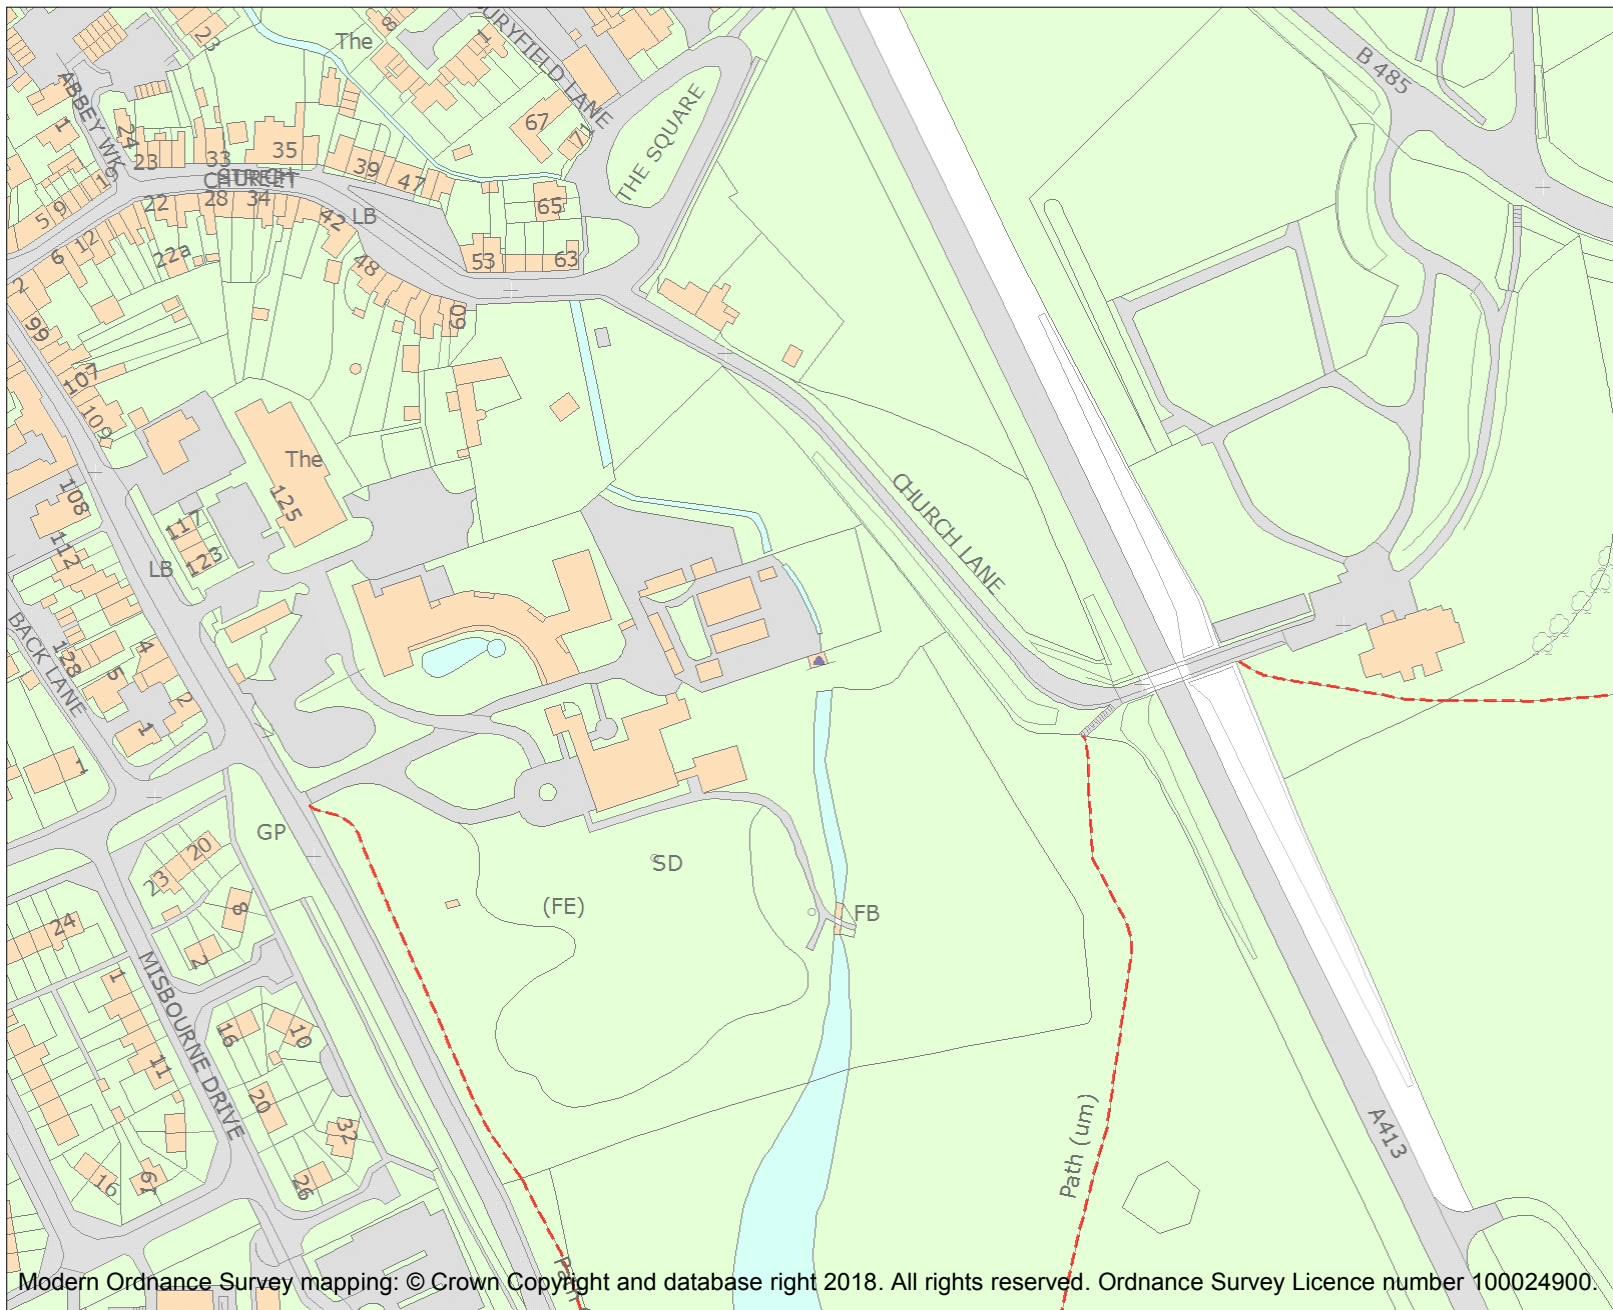 The
8
1
BURYFIELD LANE
23
B 485
ABBEY WK
THE SQUARE
1
24
67
71
23
33
35
39
47
19
CHURCH
STREET
5 9
22
28
34
42
LB
65
6
12
22a
53
63
48
2
60
99
107
109
The
125
CHURCH LANE
108
117
112
123
LB
BACK LANE
128
4
5
2
1
1
GP
20
23
SD
(FE)
8
FB
24
2
1
MISBOURNE DRIVE
16
10
11
20
32
Path (um)
A413
16
19
26
Path
Modern Ordnance Survey mapping: © Crown Copyright and database right 2018. All rights reserved. Ordnance Survey Licence number 100024900.